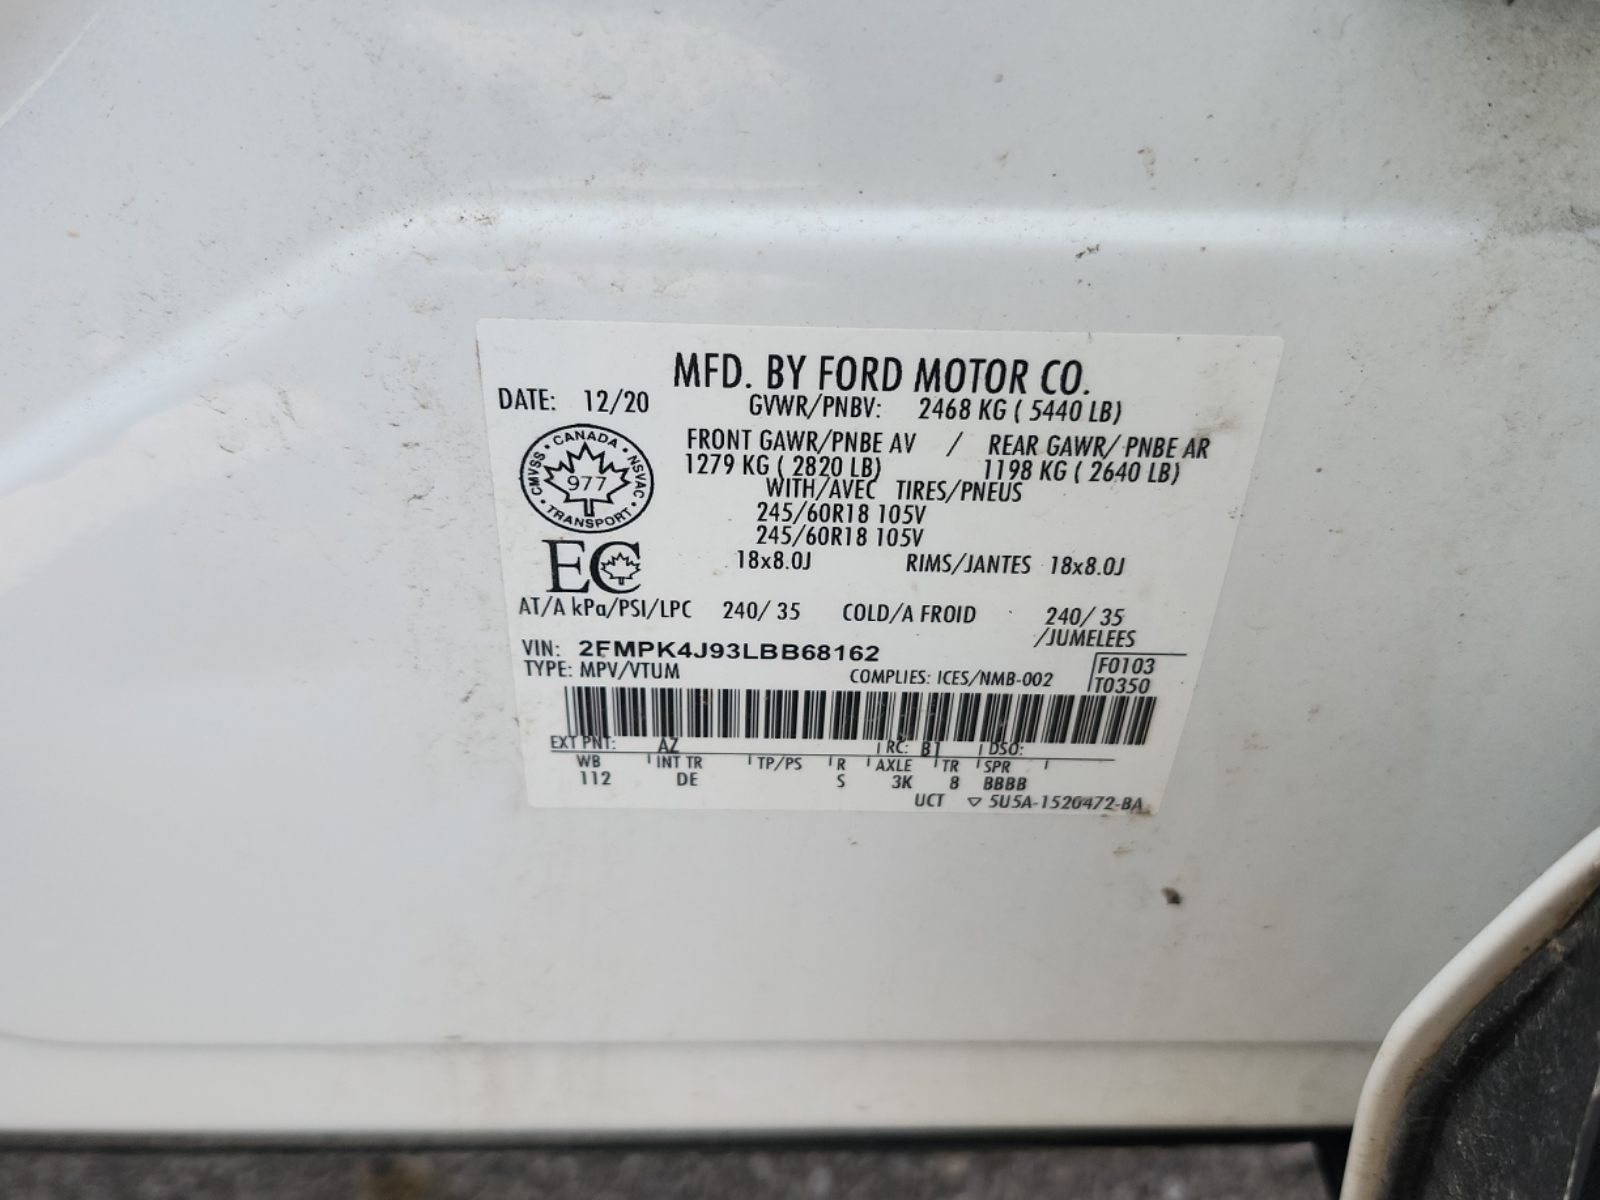 MFD. BY FORD MOTOR CO.
DATE: 12/20
GVWR/PNBV: 2468 KG ( 5440 LB)
FRONT GAWR/PNBE AV / REAR GAWR/ PNBE AR
1279 KG ( 2820 LB) 1198 KG ( 2640 LB)
WITH/AVEC TIRES/PNEUS
245/60R18 105V
245/60R18 105V
18x8.0J RIMS/JANTES 18x8.0J
CANADA
CMVSS 977 NSVAC
TRANSPORT
EC
AT/A kPa/PSI/LPC 240/ 35 COLD/A FROID 240/ 35
/JUMELEES
VIN: 2FMPK4J93LBB68162
TYPE: MPV/VTUM
COMPLIES: ICES/NMB-002
F0103
T0350
EXT PNT: AZ RC: B1 DSO:
WB INT TR TP/PS R AXLE TR SPR
112 DE S 3K 8 BBBB
UCT ▽ 5U5A-1520472-BA